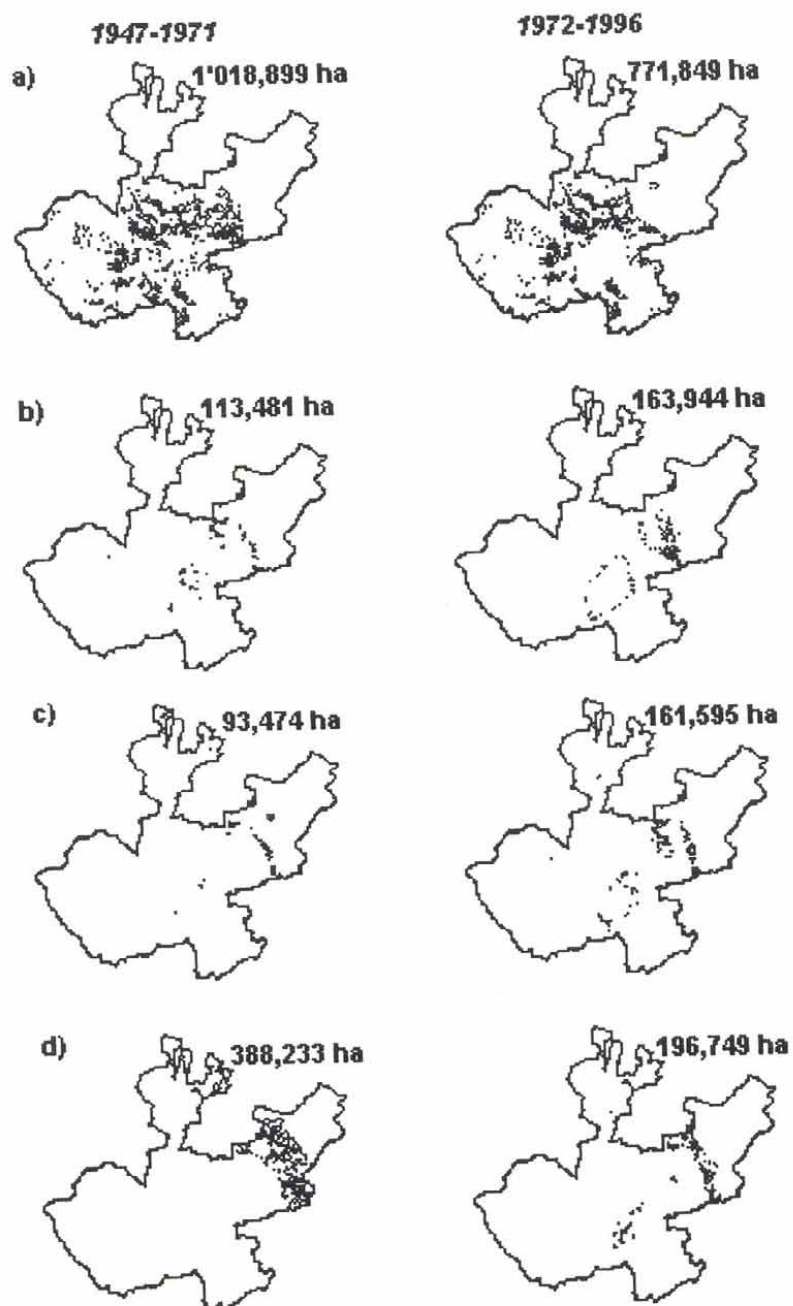 1947-1971 1972-1996
a) 1'018,899 ha 771,849 ha
b) 113,481 ha 163,944 ha
c) 93,474 ha 161,595 ha
d) 388,233 ha 196,749 ha